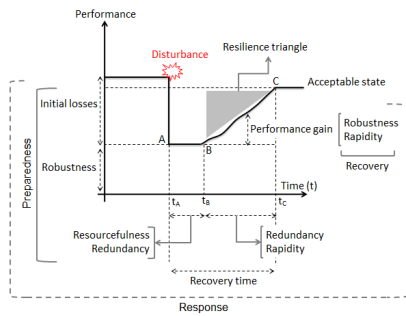 Performance
Disturbance
Resilience triangle
C
Acceptable state
Initial losses
A
B
Performance gain
Robustness
Rapidity
Recovery
Preparedness
Robustness
Time (t)
tA
tB
tC
Resourcefulness
Redundancy
Redundancy
Rapidity
Recovery time
Response